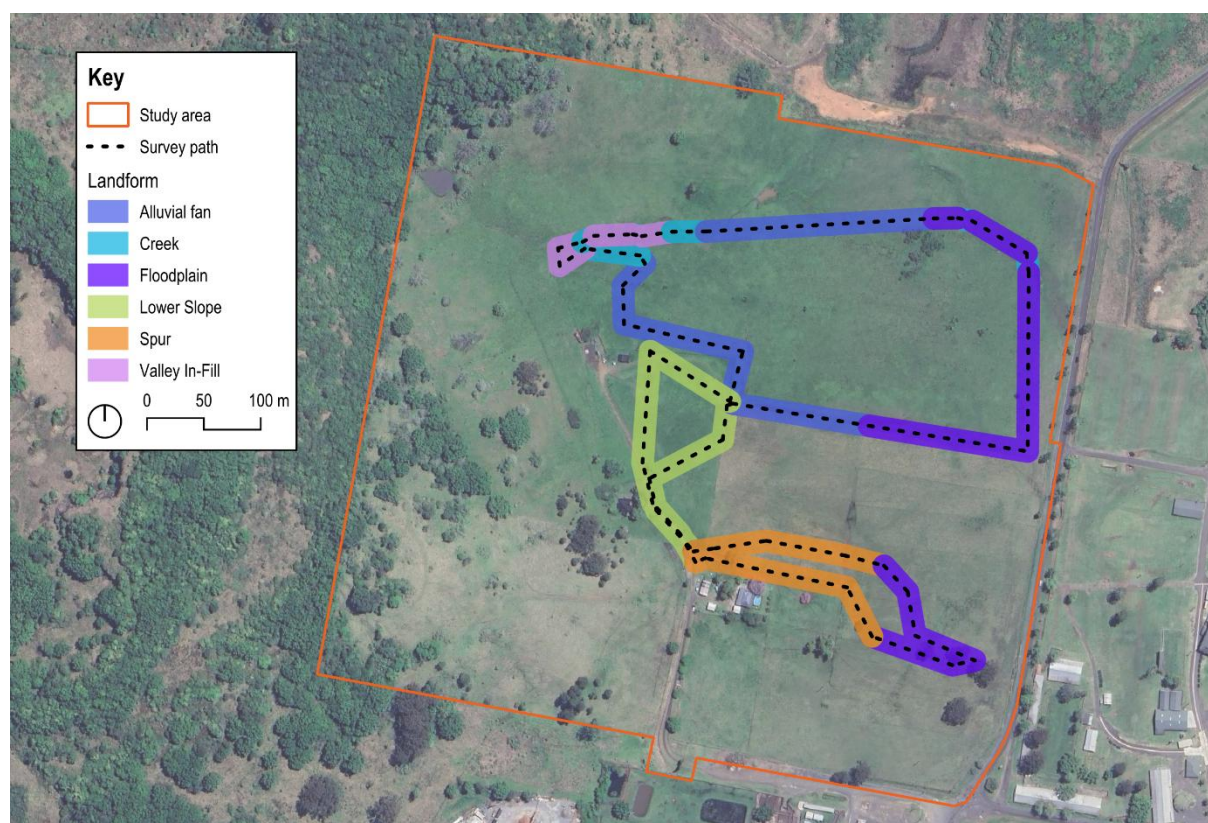 Key
Study area
Survey path
Landform
Alluvial fan
Creek
Floodplain
Lower Slope
Spur
Valley In-Fill
0 50 100 m